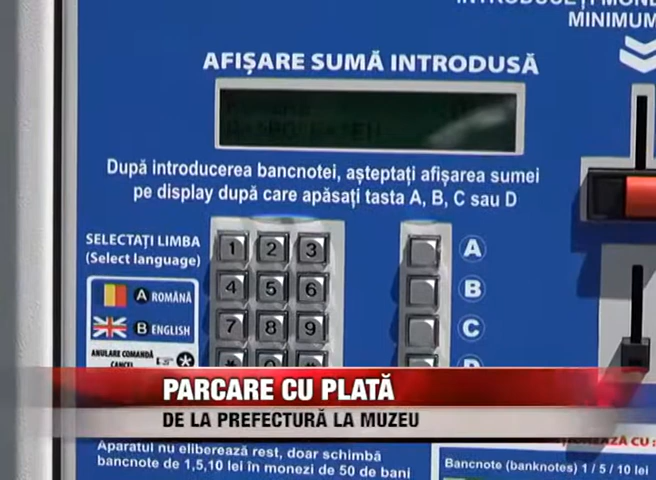 INTRODUCEȚI MONE
MINIMUM
AFIȘARE SUMĂ INTRODUSĂ
După introducerea bancnotei, așteptați afișarea sumei
pe display după care apăsați tasta A, B, C sau D
SELECTAȚI LIMBA
(Select language)
A ROMÂNĂ
B ENGLISH
ANULARE COMANDĂ
CANCEL
1 2 3
4 5 6
7 8 9
A
B
C
D
PARCARE CU PLATĂ
DE LA PREFECTURĂ LA MUZEU
Aparatul nu eliberează rest, doar schimbă
bancnote de 1,5,10 lei în monezi de 50 de bani
CU :
Bancnote (banknotes) 1 / 5 / 10 lei